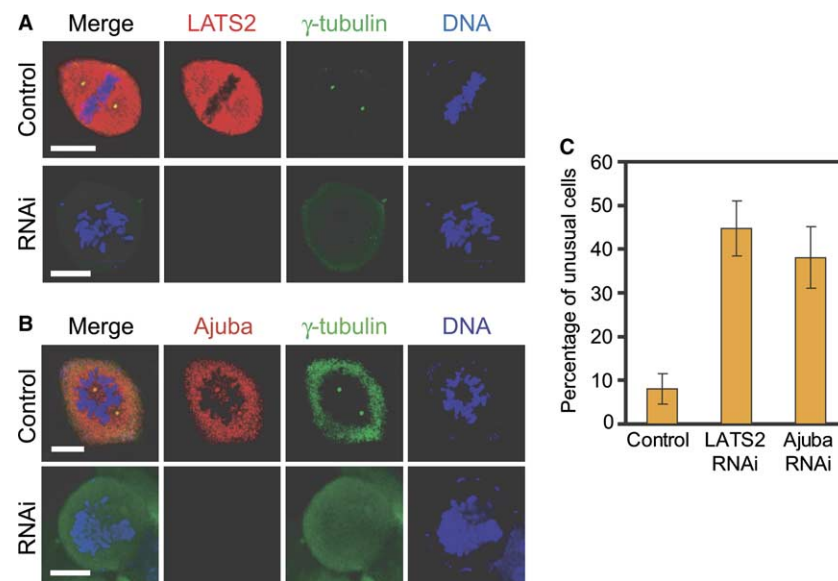 A
Merge LATS2 γ-tubulin DNA
Control
RNAi
B
Merge Ajuba γ-tubulin DNA
Control
RNAi
C
Percentage of unusual cells
60
50
40
30
20
10
0
Control LATS2 Ajuba
RNAi RNAi